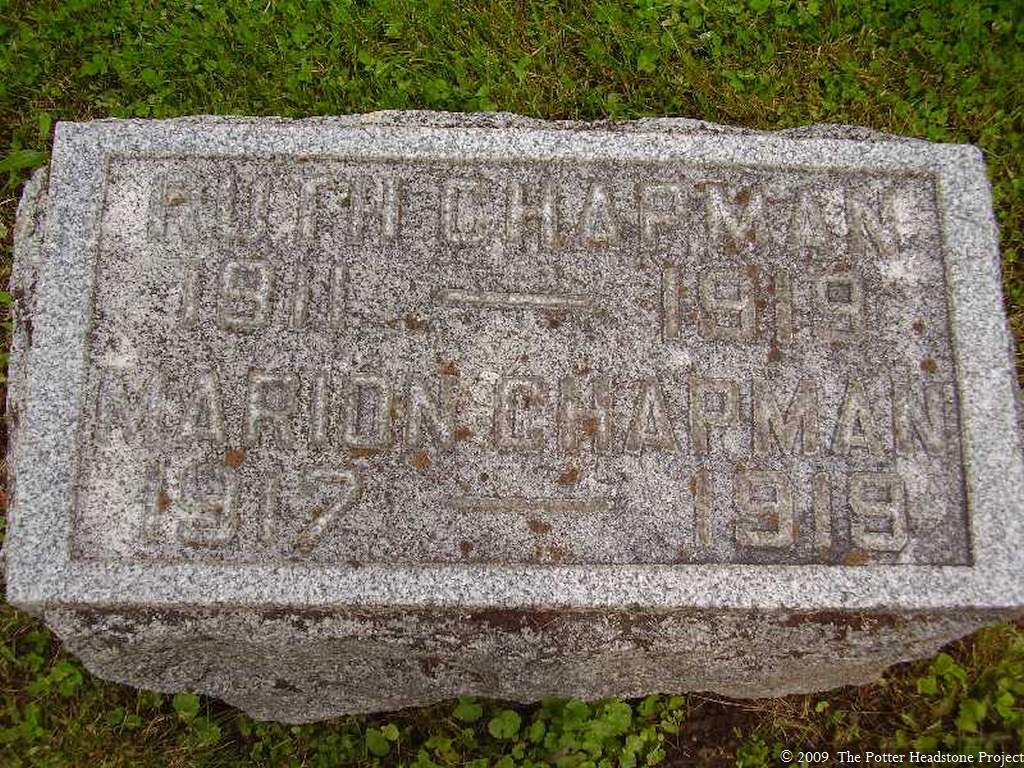 RUTH CHAPMAN
1911 — 1919
MARION CHAPMAN
1917 — 1919
© 2009 The Potter Headstone Project